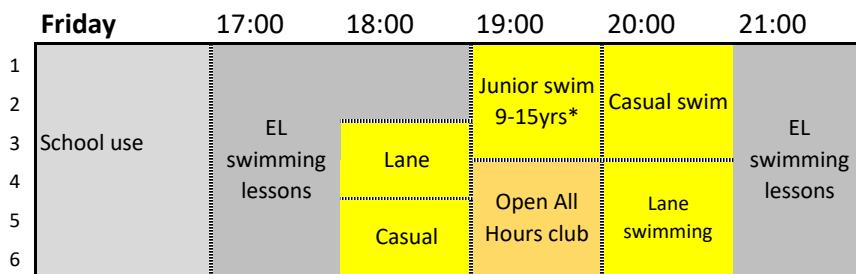 Friday 17:00 18:00 19:00 20:00 21:00
1
2
3
4
5
6
School use
EL
swimming
lessons
Lane
Casual
Junior swim
9-15yrs*
Open All
Hours club
Casual swim
Lane
swimming
EL
swimming
lessons